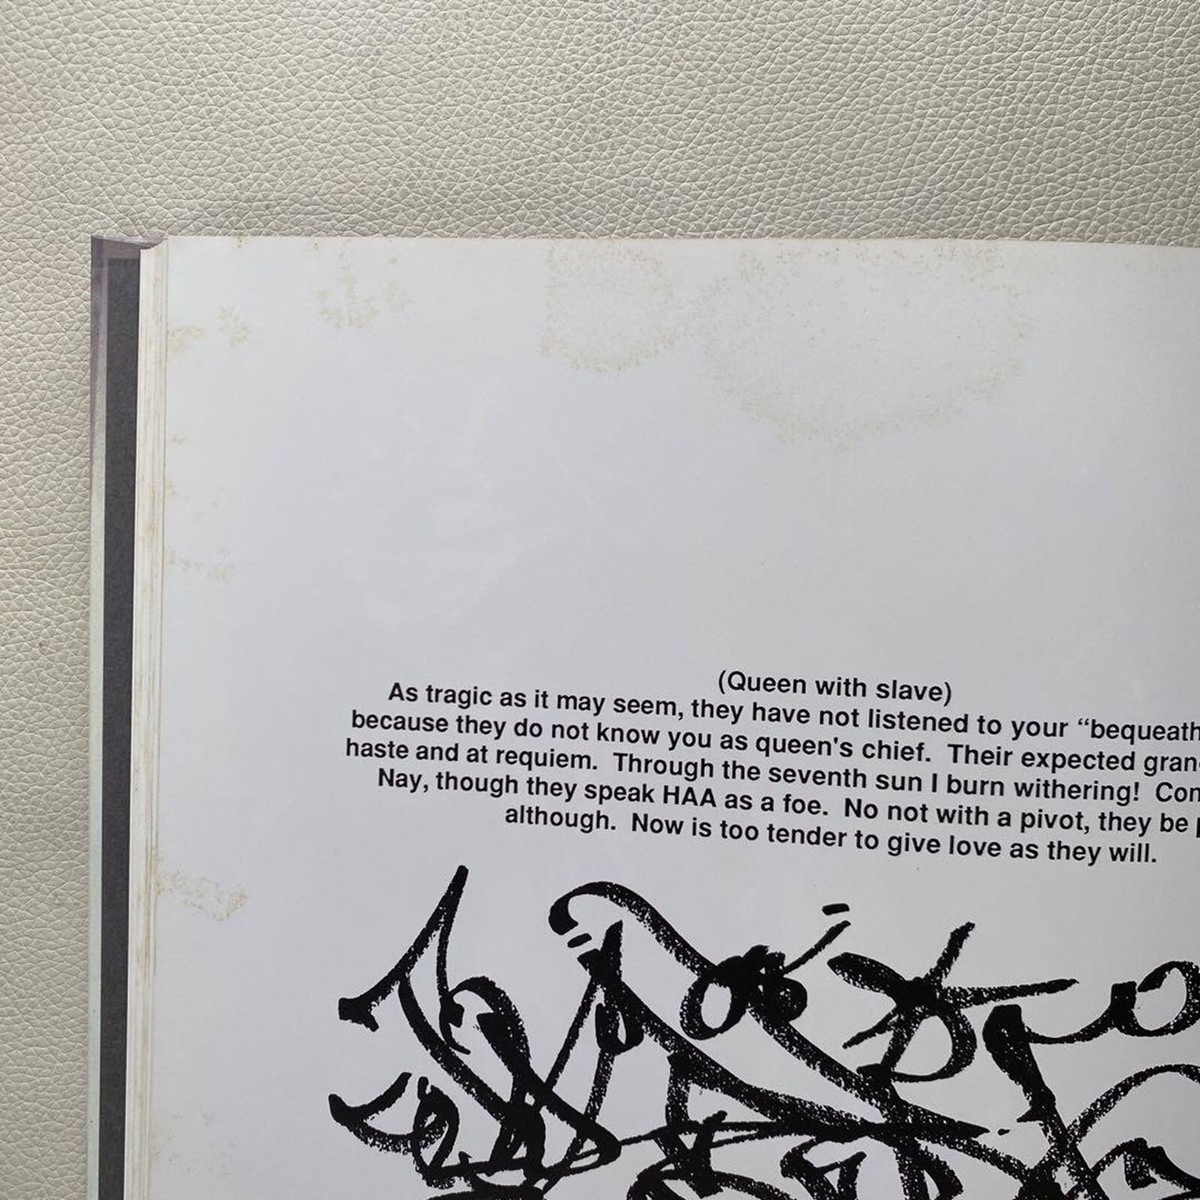 (Queen with slave)
As tragic as it may seem, they have not listened to your “bequeath
because they do not know you as queen's chief.  Their expected gran
haste and at requiem.  Through the seventh sun I burn withering!  Con
Nay, though they speak HAA as a foe.  No not with a pivot, they be
although.  Now is too tender to give love as they will.